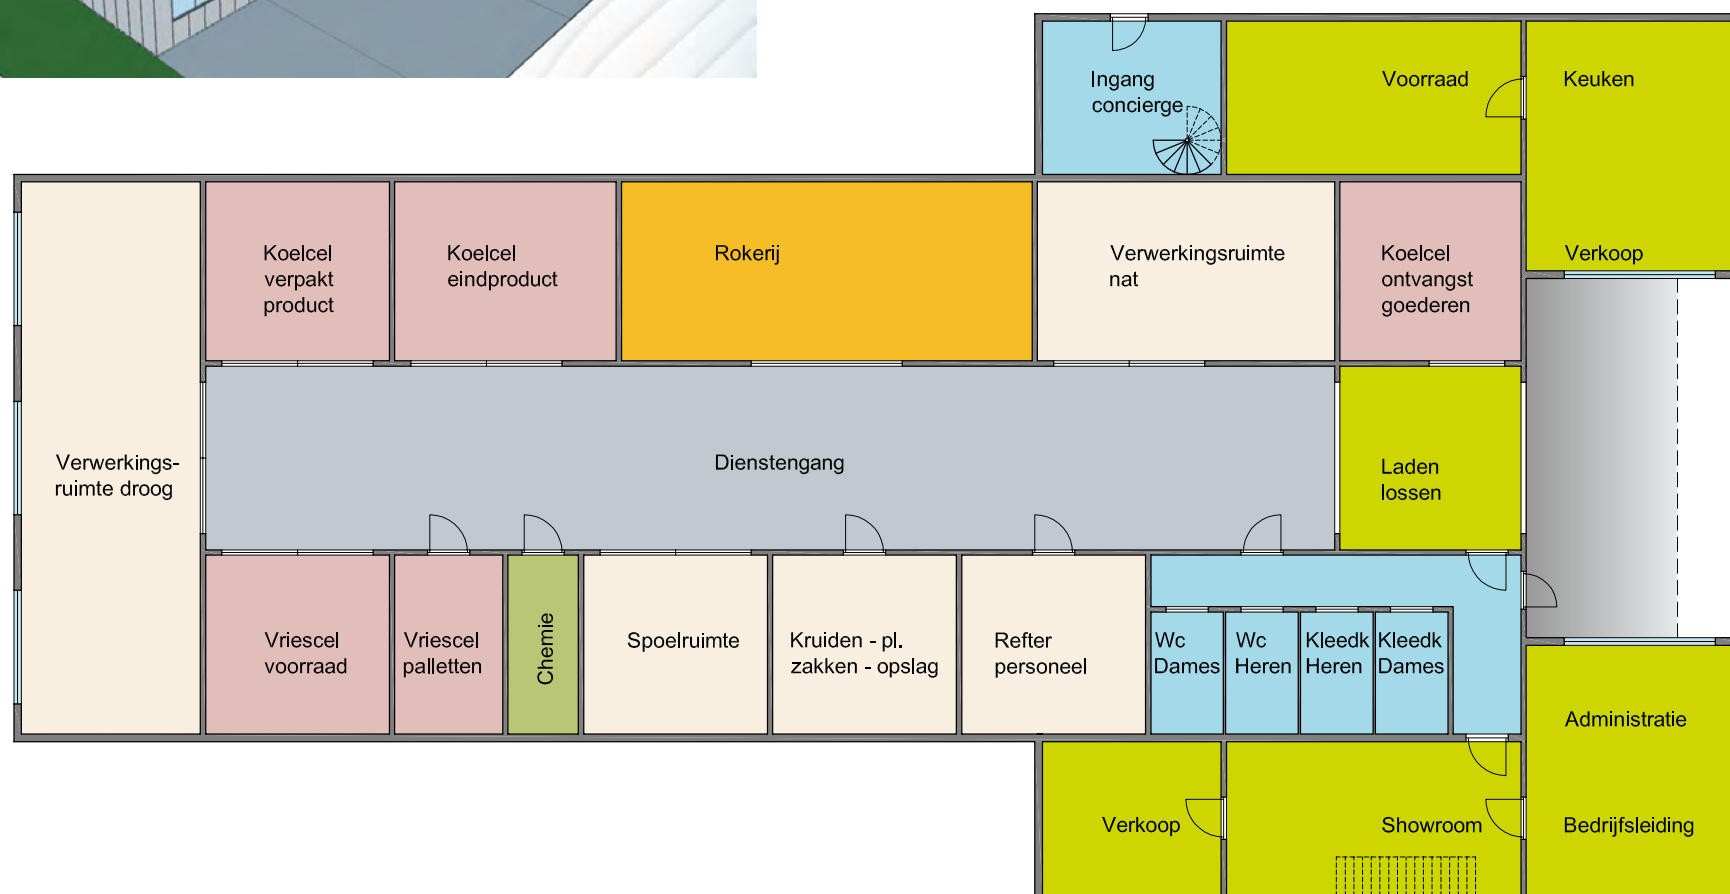 Ingang
concierge
Voorraad
Keuken
Koelcel
verpakt
product
Koelcel
eindproduct
Rokerij
Verwerkingsruimte
nat
Koelcel
ontvangst
goederen
Verkoop
Verwerkings-
ruimte droog
Dienstengang
Laden
lossen
Vriescel
voorraad
Vriescel
palletten
Chemie
Spoelruimte
Kruiden - pl.
zakken - opslag
Refter
personeel
Wc
Dames
Wc
Heren
Kleedk
Heren
Kleedk
Dames
Administratie
Verkoop
Showroom
Bedrijfsleiding